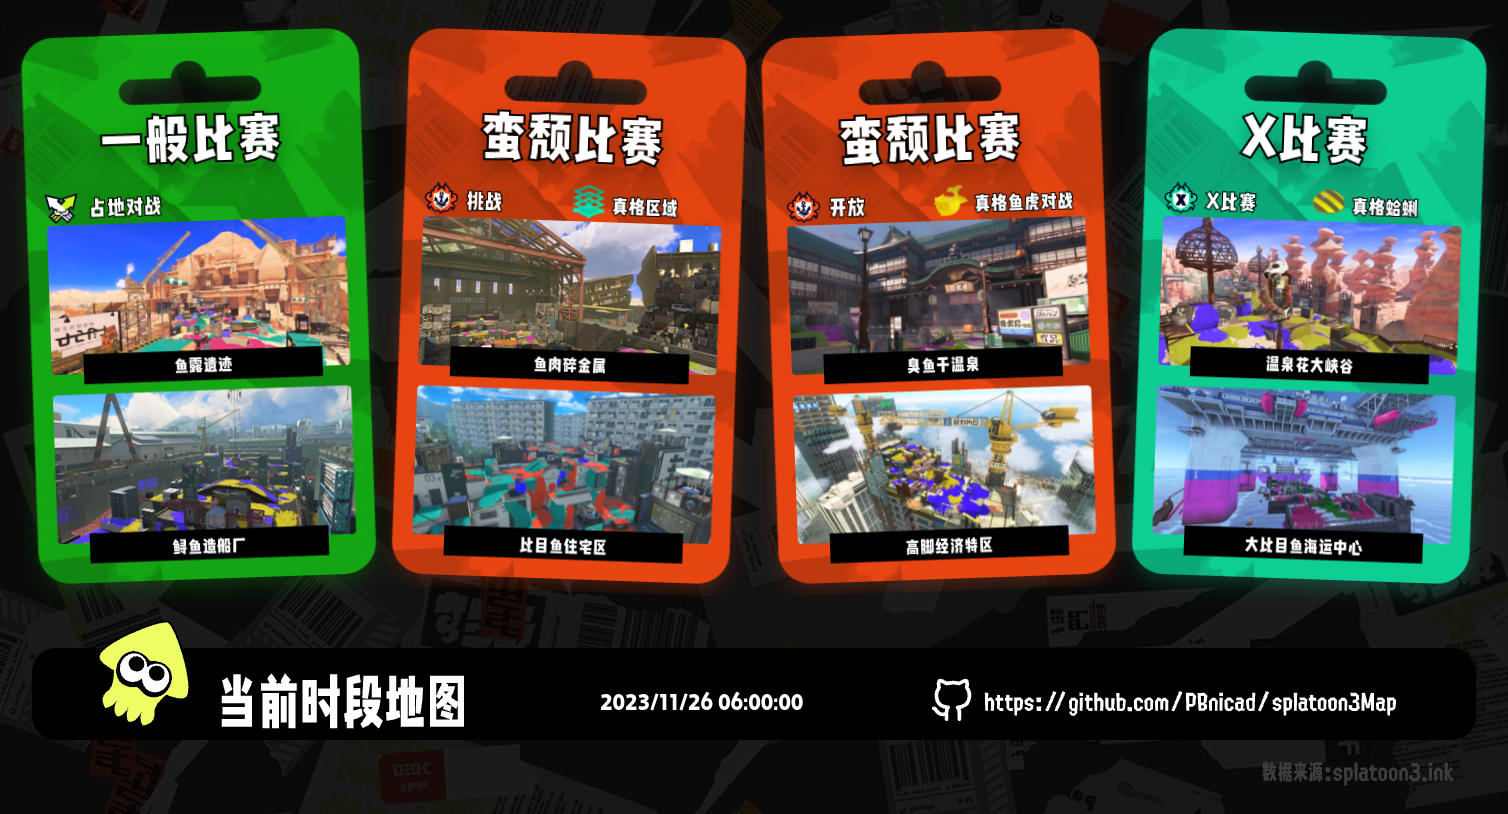 一般比赛
占地对战
鱼露遗迹
鲟鱼造船厂
蛮颓比赛
挑战
真格区域
鱼肉碎金属
比目鱼住宅区
蛮颓比赛
开放
真格鱼虎对战
臭鱼干温泉
高脚经济特区
X比赛
X比赛
真格蛤蜊
温泉花大峡谷
大比目鱼海运中心
当前时段地图
2023/11/26 06:00:00
https://github.com/PBnicad/splatoon3Map
数据来源:splatoon3.ink